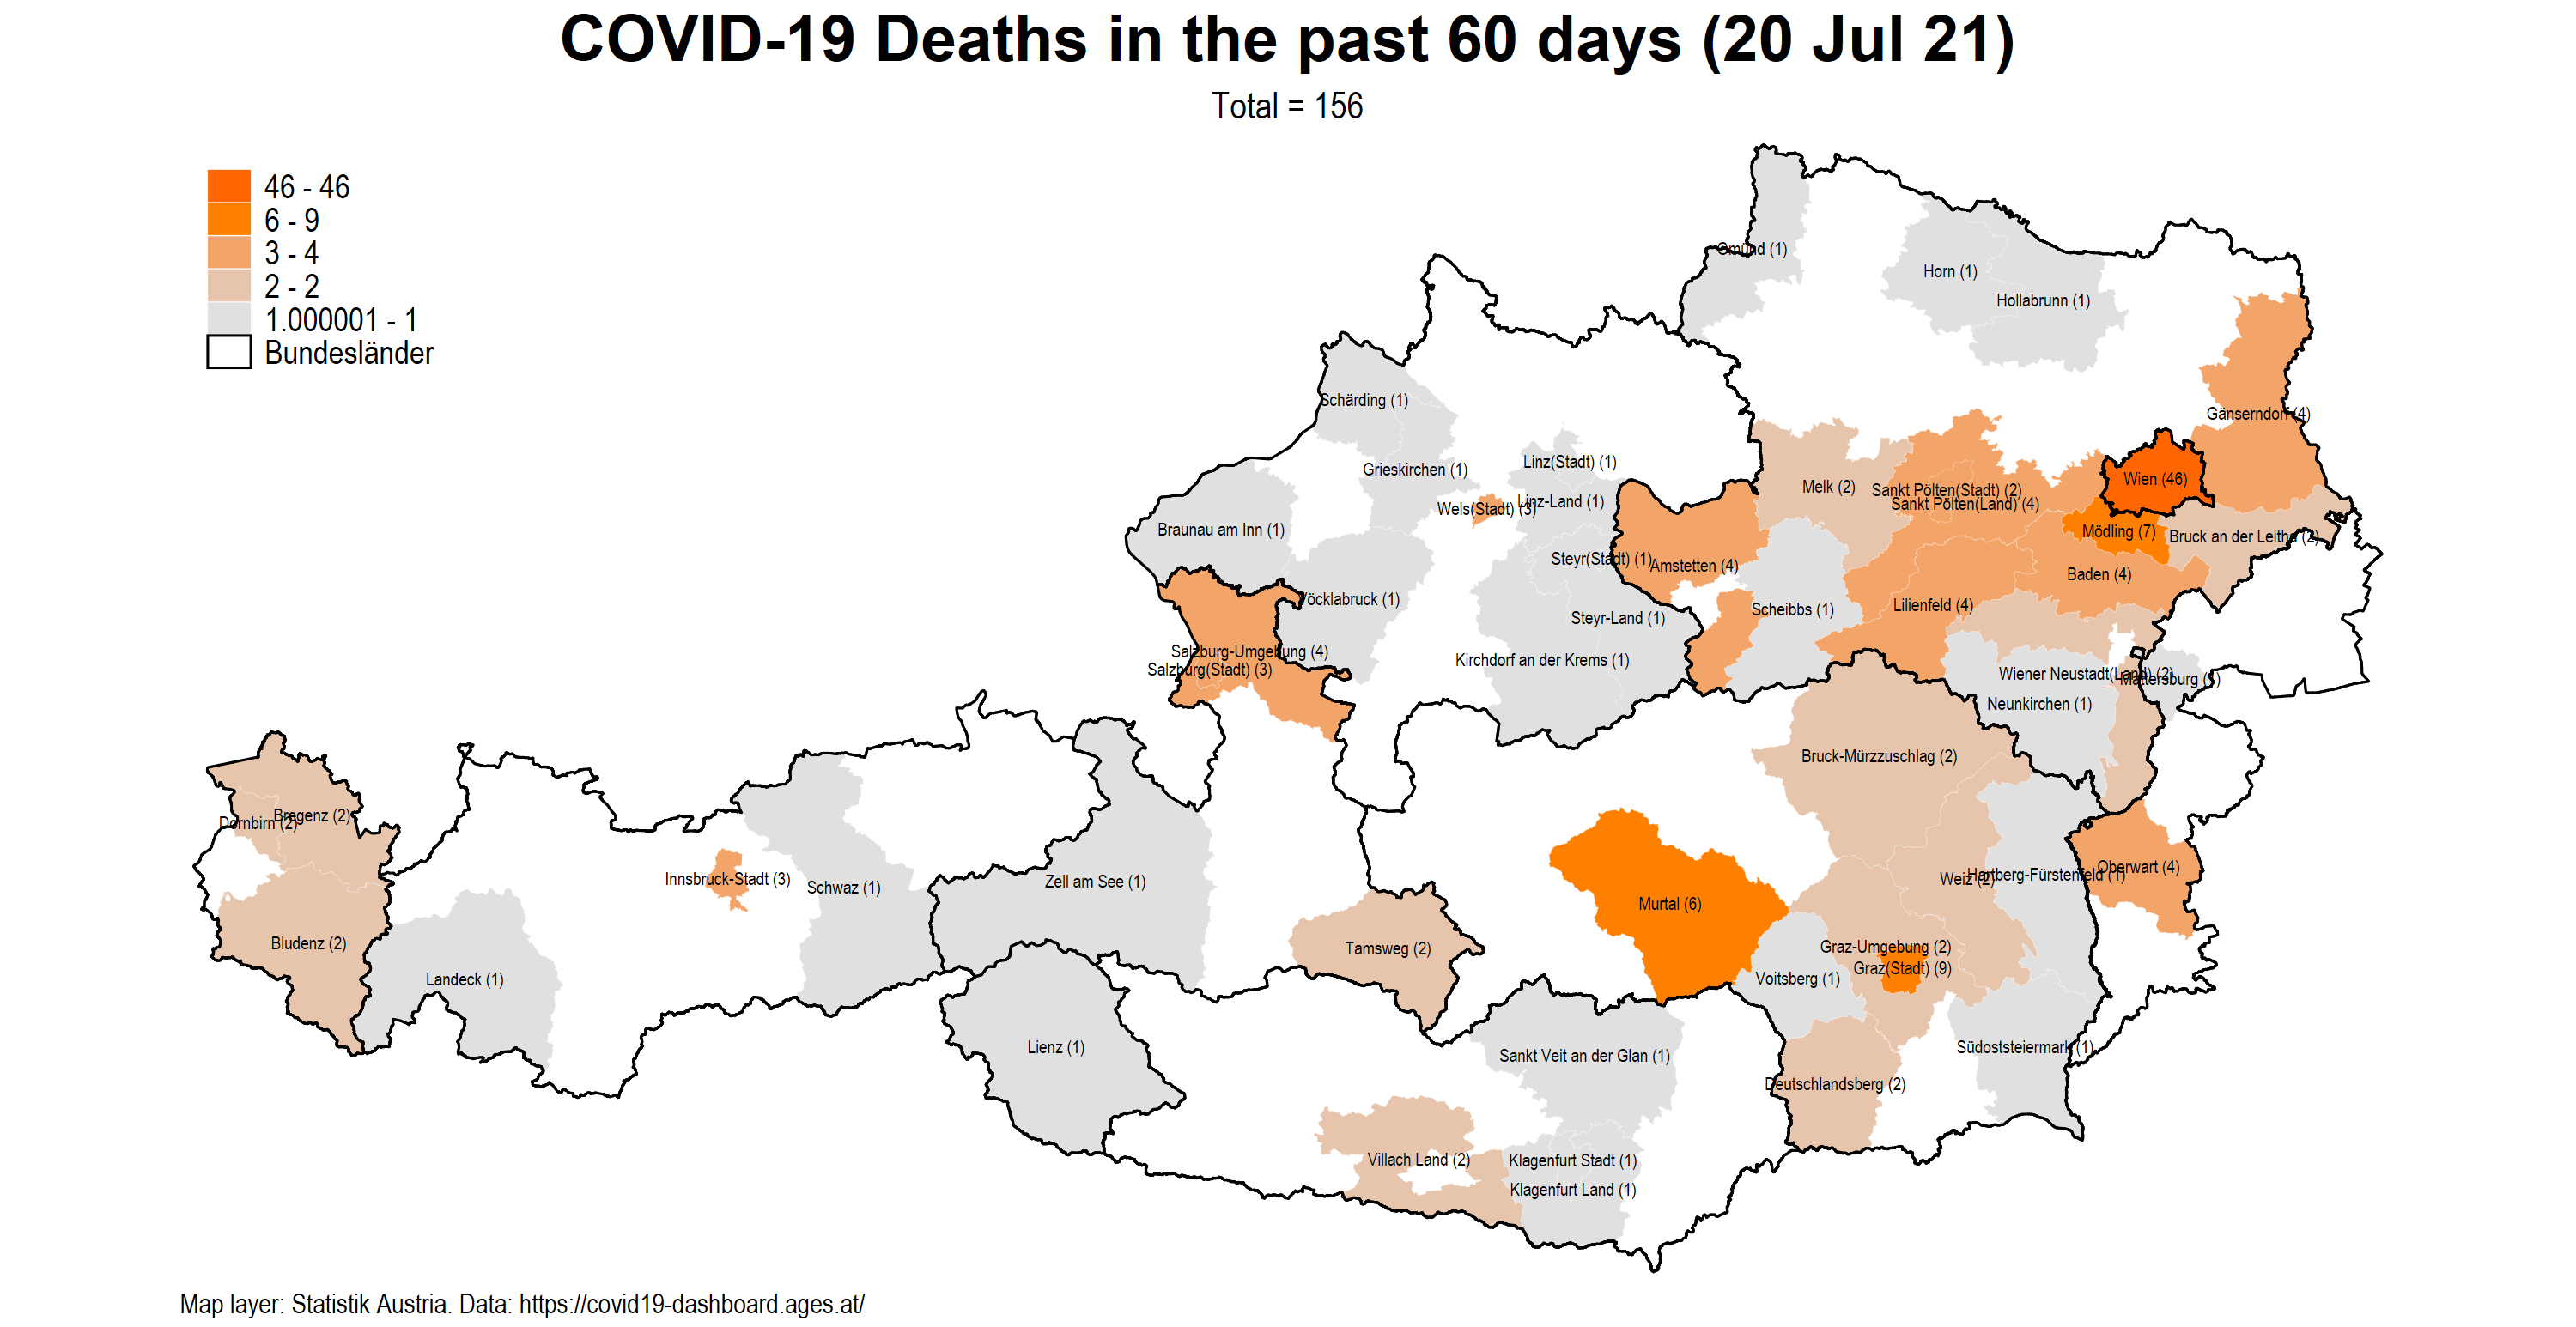 COVID-19 Deaths in the past 60 days (20 Jul 21)
Total = 156
46 - 46
6 - 9
3 - 4
2 - 2
1.000001 - 1
Bundesländer
Gmünd (1)
Horn (1)
Hollabrunn (1)
Schärding (1)
Gänserndorf (4)
Grieskirchen (1)
Linz(Stadt) (1)
Wien (46)
Melk (2)
Sankt Pölten(Stadt) (2)
Sankt Pölten(Land) (4)
Wels(Stadt) (3)
Linz-Land (1)
Braunau am Inn (1)
Mödling (7)
Bruck an der Leitha (2)
Steyr(Stadt) (1)
Amstetten (4)
Baden (4)
Vöcklabruck (1)
Scheibbs (1)
Lilienfeld (4)
Steyr-Land (1)
Salzburg-Umgebung (4)
Salzburg(Stadt) (3)
Kirchdorf an der Krems (1)
Wiener Neustadt(Land) (2)
Mattersburg (1)
Neunkirchen (1)
Bruck-Mürzzuschlag (2)
Bregenz (2)
Dornbirn (2)
Innsbruck-Stadt (3)
Schwaz (1)
Zell am See (1)
Weiz (2)
Hartberg-Fürstenfeld (1)
Oberwart (4)
Murtal (6)
Bludenz (2)
Landeck (1)
Tamsweg (2)
Graz-Umgebung (2)
Graz(Stadt) (9)
Voitsberg (1)
Lienz (1)
Sankt Veit an der Glan (1)
Südoststeiermark (1)
Deutschlandsberg (2)
Villach Land (2)
Klagenfurt Stadt (1)
Klagenfurt Land (1)
Map layer: Statistik Austria. Data: https://covid19-dashboard.ages.at/